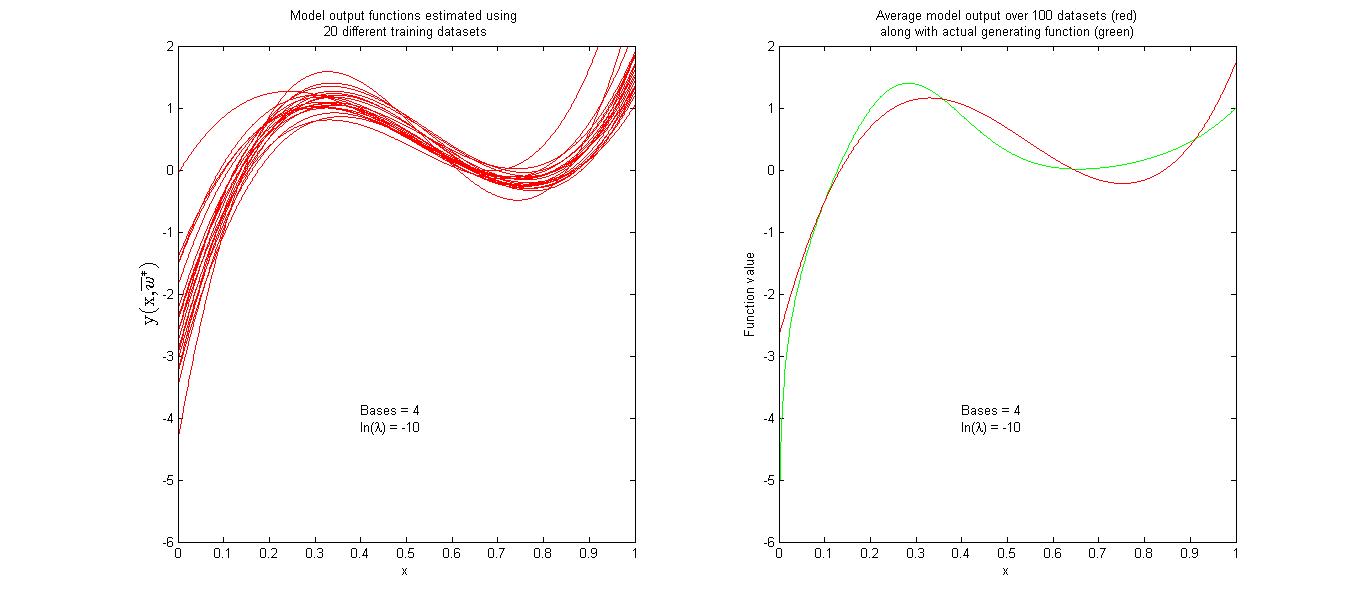 Model output functions estimated using
20 different training datasets
2
1
0
-1
-2
-3
-4
-5
-6
y(x,w*)
Bases = 4
ln(λ) = -10
0 0.1 0.2 0.3 0.4 0.5 0.6 0.7 0.8 0.9 1
x
Average model output over 100 datasets (red)
along with actual generating function (green)
2
1
0
-1
-2
-3
-4
-5
-6
Function value
Bases = 4
ln(λ) = -10
0 0.1 0.2 0.3 0.4 0.5 0.6 0.7 0.8 0.9 1
x